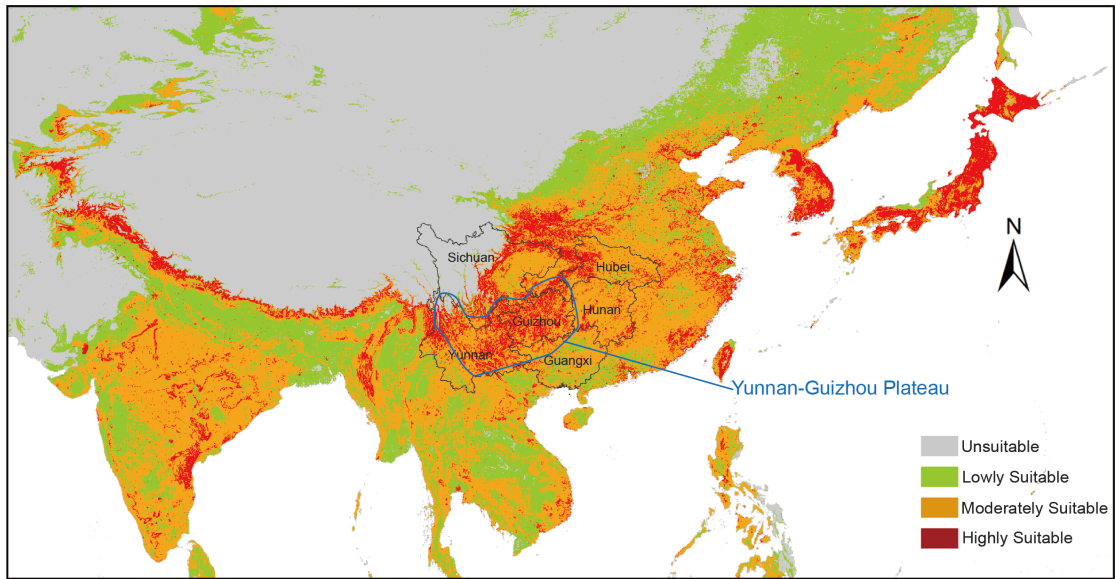 N
Sichuan
Hubei
Hunan
Guizhou
Yunnan
Guangxi
Yunnan-Guizhou Plateau
Unsuitable
Lowly Suitable
Moderately Suitable
Highly Suitable